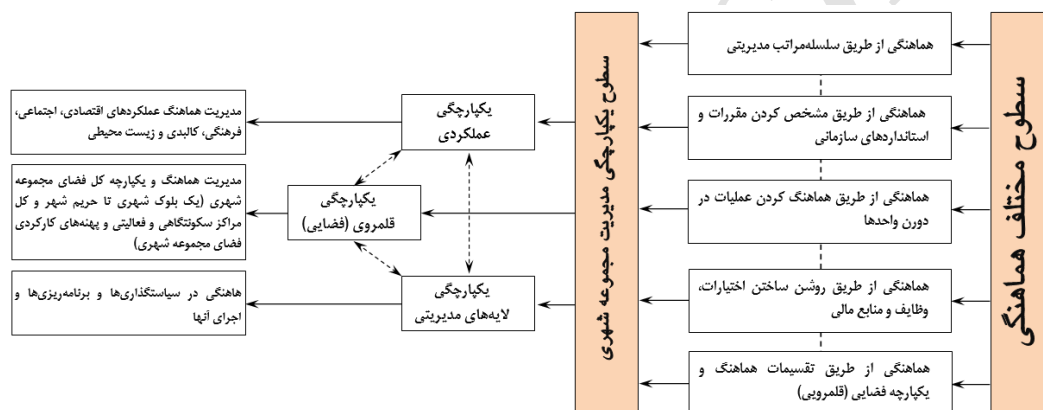 سطوح مختلف هماهنگی
هماهنگی از طریق سلسله‌مراتب مدیریتی
هماهنگی از طریق مشخص کردن مقررات و
استانداردهای سازمانی
هماهنگی از طریق هماهنگ کردن عملیات در
دورن واحدها
هماهنگی از طریق روشن ساختن اختیارات،
وظایف و منابع مالی
هماهنگی از طریق تقسیمات هماهنگ و
یکپارچه فضایی (قلمرویی)
سطوح یکپارچگی مدیریت مجموعه شهری
یکپارچگی
عملکردی
یکپارچگی
قلمروی (فضایی)
یکپارچگی
لایه‌های مدیریتی
مدیریت هماهنگ عملکردهای اقتصادی، اجتماعی،
فرهنگی، کالبدی و زیست محیطی
مدیریت هماهنگ و یکپارچه کل فضای مجموعه
شهری (یک بلوک شهری تا حریم شهر و کل
مراکز سکونتگاهی و فعالیتی و پهنه‌های کارکردی
فضای مجموعه شهری)
هاهنگی در سیاستگذاری‌ها و برنامه‌ریزی‌ها و
اجرای آنها